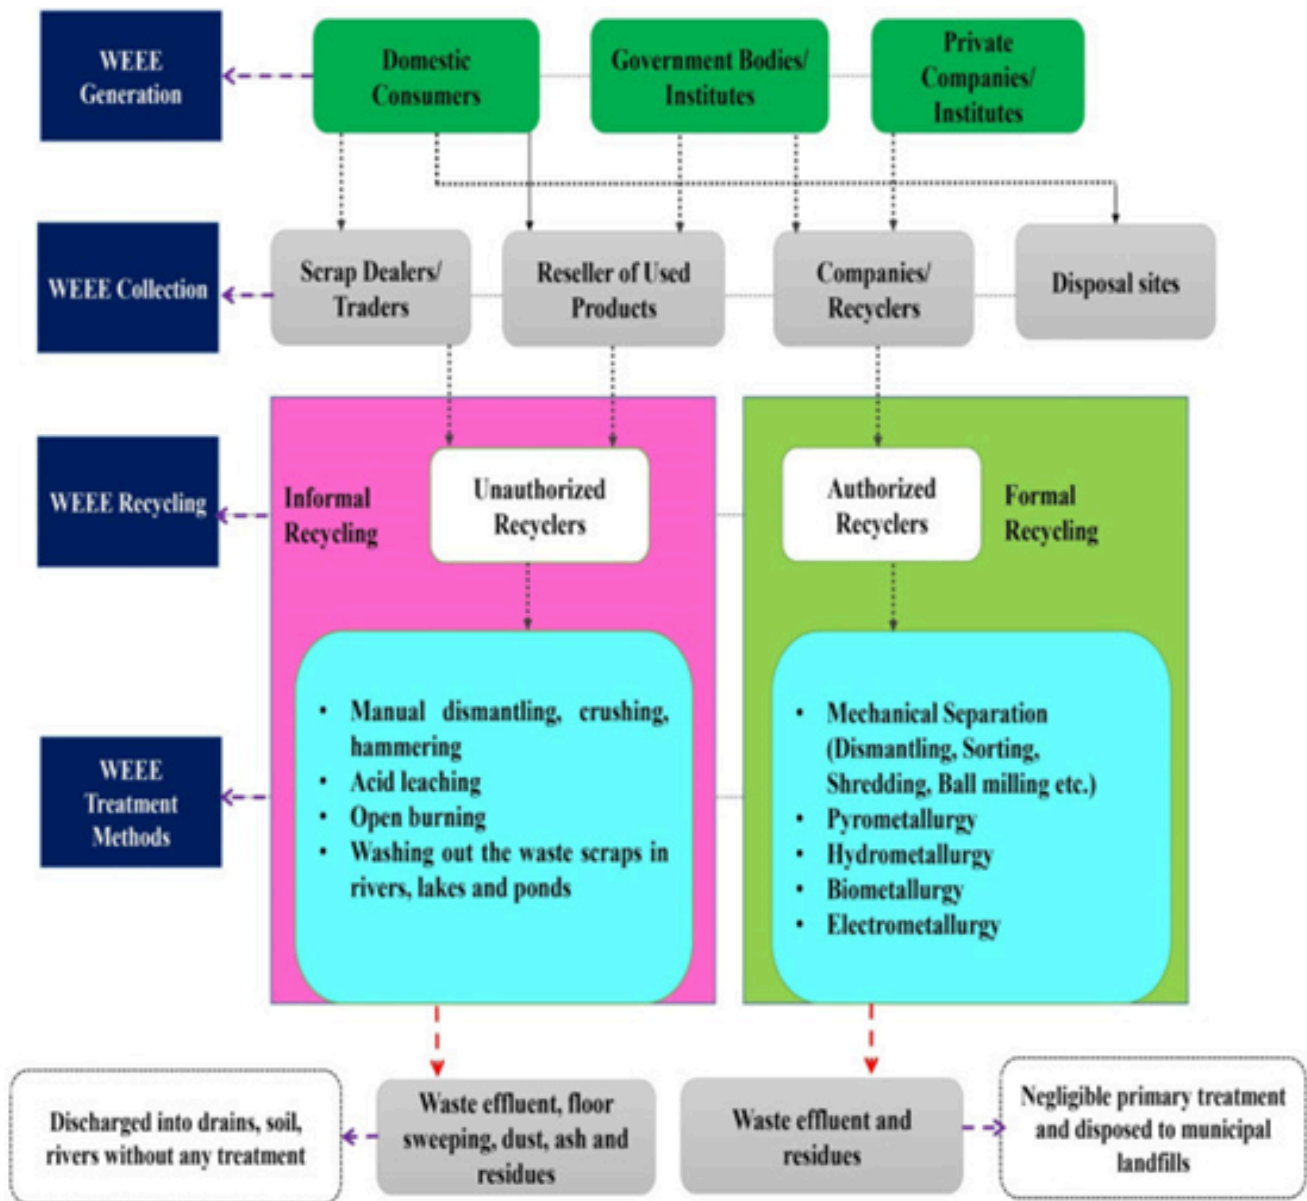 WEEE
Generation
Domestic
Consumers
Government Bodies/
Institutes
Private
Companies/
Institutes
WEEE Collection
Scrap Dealers/
Traders
Reseller of Used
Products
Companies/
Recyclers
Disposal sites
WEEE Recycling
Informal
Recycling
Unauthorized
Recyclers
Authorized
Recyclers
Formal
Recycling
WEEE
Treatment
Methods
• Manual dismantling, crushing,
hammering
• Acid leaching
• Open burning
• Washing out the waste scraps in
rivers, lakes and ponds
• Mechanical Separation
(Dismantling, Sorting,
Shredding, Ball milling etc.)
• Pyrometallurgy
• Hydrometallurgy
• Biometallurgy
• Electrometallurgy
Discharged into drains, soil,
rivers without any treatment
Waste effluent, floor
sweeping, dust, ash and
residues
Waste effluent and
residues
Negligible primary treatment
and disposed to municipal
landfills